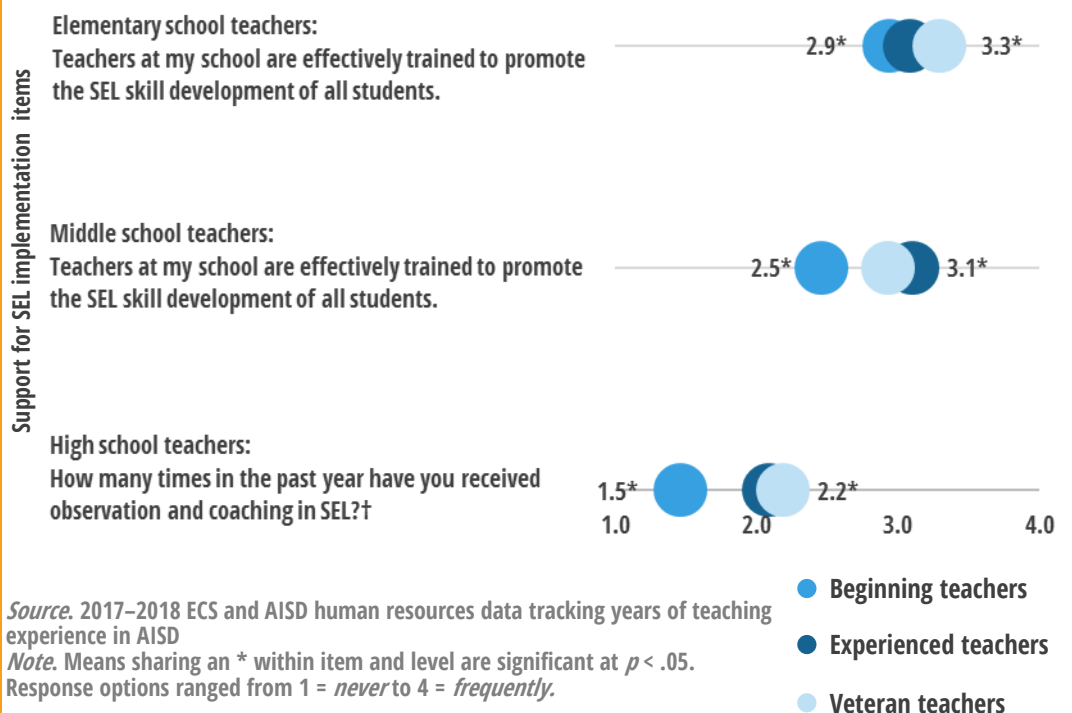 Support for SEL implementation items
Elementary school teachers:
Teachers at my school are effectively trained to promote
the SEL skill development of all students.
2.9*
3.3*
Middle school teachers:
Teachers at my school are effectively trained to promote
the SEL skill development of all students.
2.5*
3.1*
High school teachers:
How many times in the past year have you received
observation and coaching in SEL?†
1.5*
2.2*
1.0 2.0 3.0 4.0
Beginning teachers
Experienced teachers
Veteran teachers
Source. 2017–2018 ECS and AISD human resources data tracking years of teaching
experience in AISD
Note. Means sharing an * within item and level are significant at p < .05.
Response options ranged from 1 = never to 4 = frequently.